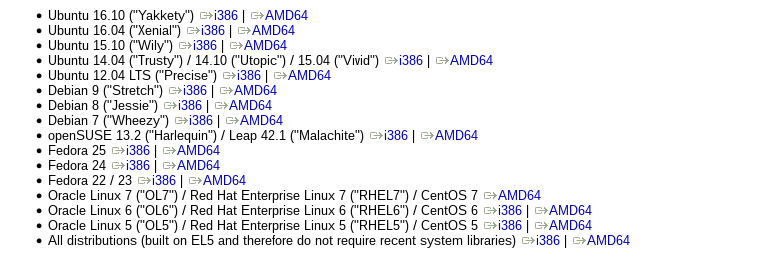 • Ubuntu 16.10 ("Yakkety") i386 | AMD64
• Ubuntu 16.04 ("Xenial") i386 | AMD64
• Ubuntu 15.10 ("Wily") i386 | AMD64
• Ubuntu 14.04 ("Trusty") / 14.10 ("Utopic") / 15.04 ("Vivid") i386 | AMD64
• Ubuntu 12.04 LTS ("Precise") i386 | AMD64
• Debian 9 ("Stretch") i386 | AMD64
• Debian 8 ("Jessie") i386 | AMD64
• Debian 7 ("Wheezy") i386 | AMD64
• openSUSE 13.2 ("Harlequin") / Leap 42.1 ("Malachite") i386 | AMD64
• Fedora 25 i386 | AMD64
• Fedora 24 i386 | AMD64
• Fedora 22 / 23 i386 | AMD64
• Oracle Linux 7 ("OL7") / Red Hat Enterprise Linux 7 ("RHEL7") / CentOS 7 AMD64
• Oracle Linux 6 ("OL6") / Red Hat Enterprise Linux 6 ("RHEL6") / CentOS 6 i386 | AMD64
• Oracle Linux 5 ("OL5") / Red Hat Enterprise Linux 5 ("RHEL5") / CentOS 5 i386 | AMD64
• All distributions (built on EL5 and therefore do not require recent system libraries) i386 | AMD64